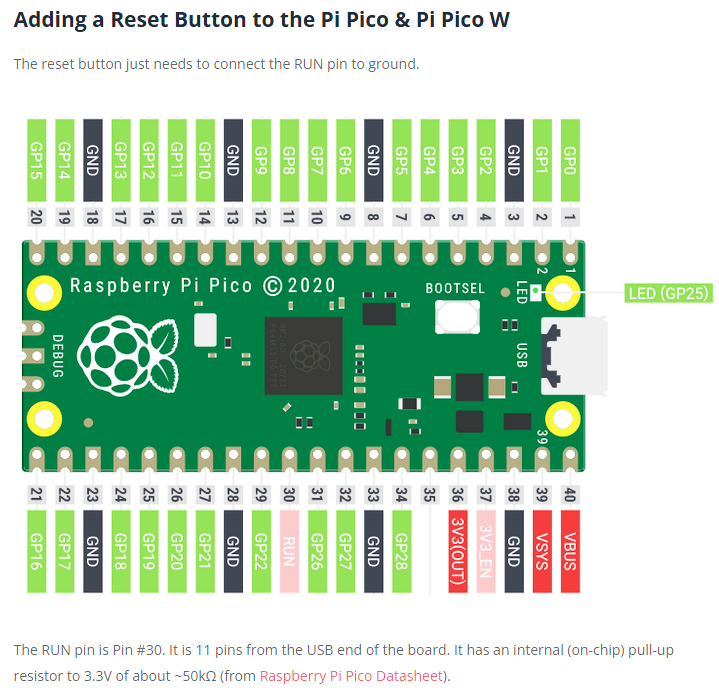 Adding a Reset Button to the Pi Pico & Pi Pico W
The reset button just needs to connect the RUN pin to ground.
GP15 GP14 GND GP13 GP12 GP11 GP10 GND GP9 GP8 GP7 GP6 GND GP5 GP4 GP3 GP2 GND GP1 GP0
20 19 18 17 16 15 14 13 12 11 10 9 8 7 6 5 4 3 2 1
2 1
Raspberry Pi Pico © 2020
BOOTSEL
LED
LED (GP25)
DEBUG
USB
39
21 22 23 24 25 26 27 28 29 30 31 32 33 34 35 36 37 38 39 40
GP16 GP17 GND GP18 GP19 GP20 GP21 GND GP22 RUN GP26 GP27 GND GP28 3V3(OUT) 3V3_EN GND VSYS VBUS
The RUN pin is Pin #30. It is 11 pins from the USB end of the board. It has an internal (on-chip) pull-up
resistor to 3.3V of about ~50kΩ (from Raspberry Pi Pico Datasheet).